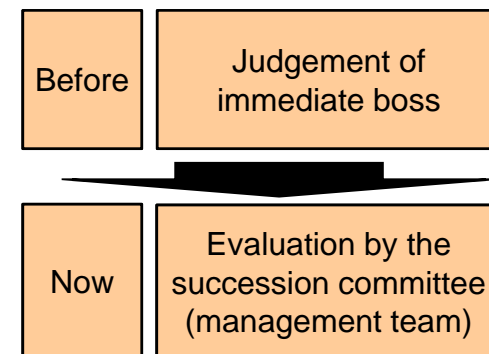 Before
Judgement of
immediate boss
Now
Evaluation by the
succession committee
(management team)